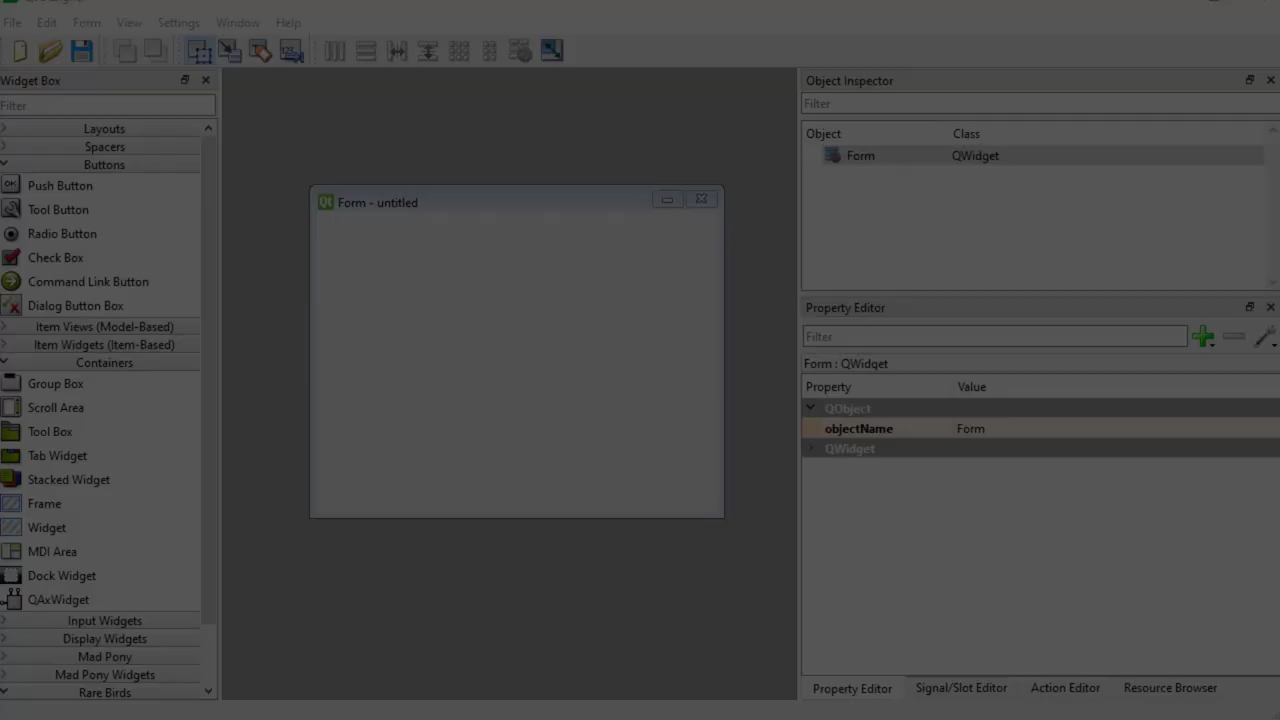 File Edit Form View Settings Window Help
Widget Box
Filter
Layouts
Spacers
Buttons
OK Push Button
Tool Button
Radio Button
Check Box
Command Link Button
Dialog Button Box
Item Views (Model-Based)
Item Widgets (Item-Based)
Containers
Group Box
Scroll Area
Tool Box
Tab Widget
Stacked Widget
Frame
Widget
MDI Area
Dock Widget
QAxWidget
Input Widgets
Display Widgets
Mad Pony
Mad Pony Widgets
Rare Birds
Qt Form - untitled
Object Inspector
Filter
Object Class
Form QWidget
Property Editor
Filter
Form : QWidget
Property Value
QObject
objectName Form
QWidget
Property Editor Signal/Slot Editor Action Editor Resource Browser